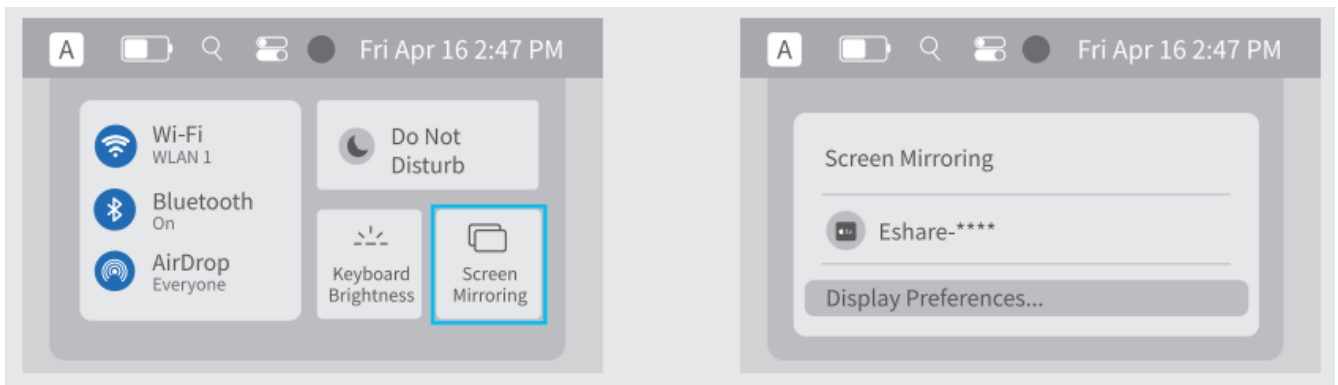 A
Fri Apr 16 2:47 PM
Wi-Fi
WLAN 1
Bluetooth
On
AirDrop
Everyone
Do Not
Disturb
Keyboard
Brightness
Screen
Mirroring
A
Fri Apr 16 2:47 PM
Screen Mirroring
Eshare-****
Display Preferences...